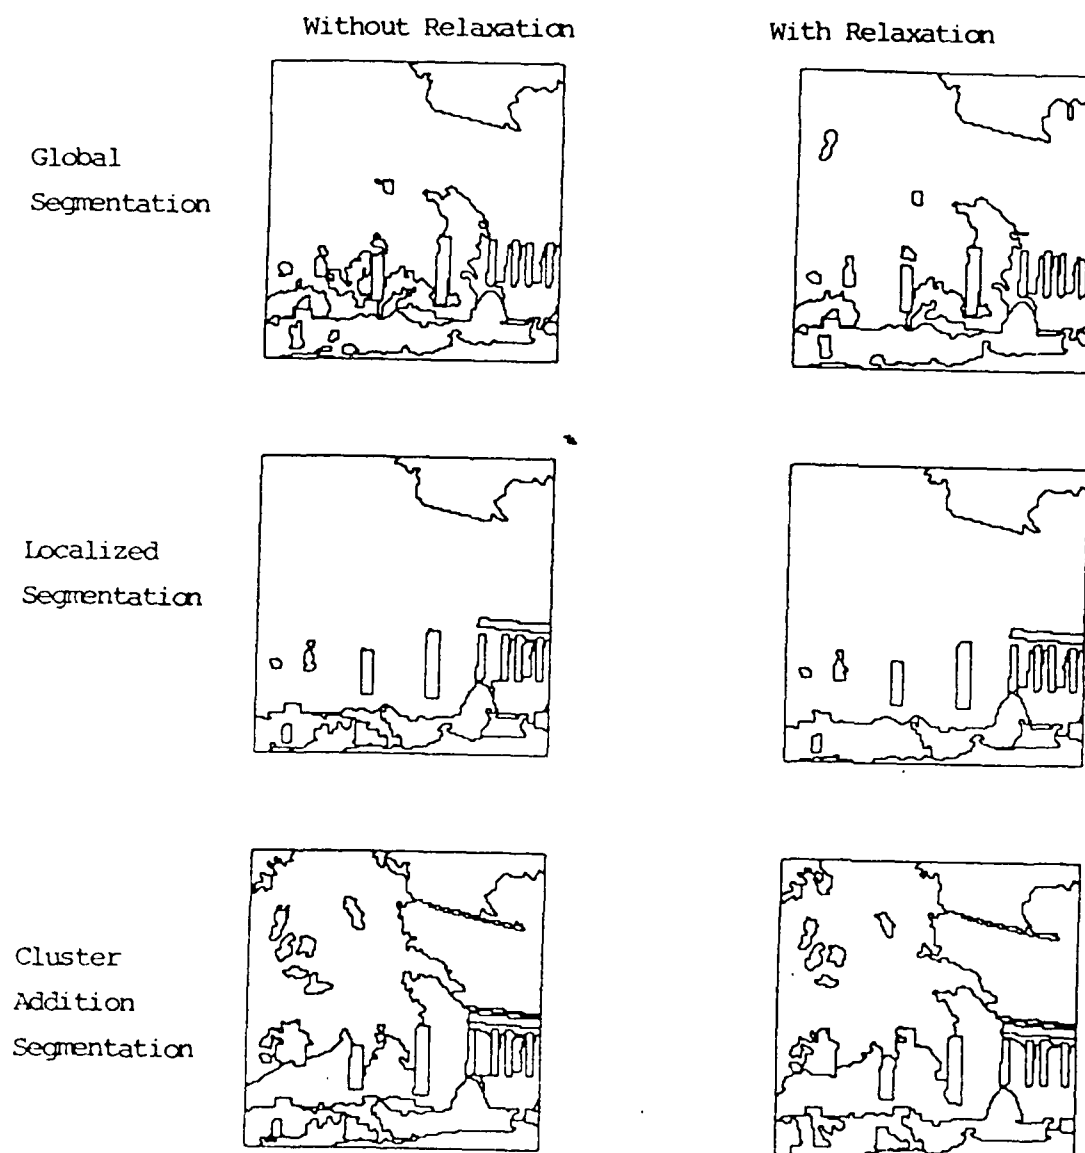 Without Relaxation
With Relaxation
Global
Segmentation
Localized
Segmentation
Cluster
Addition
Segmentation